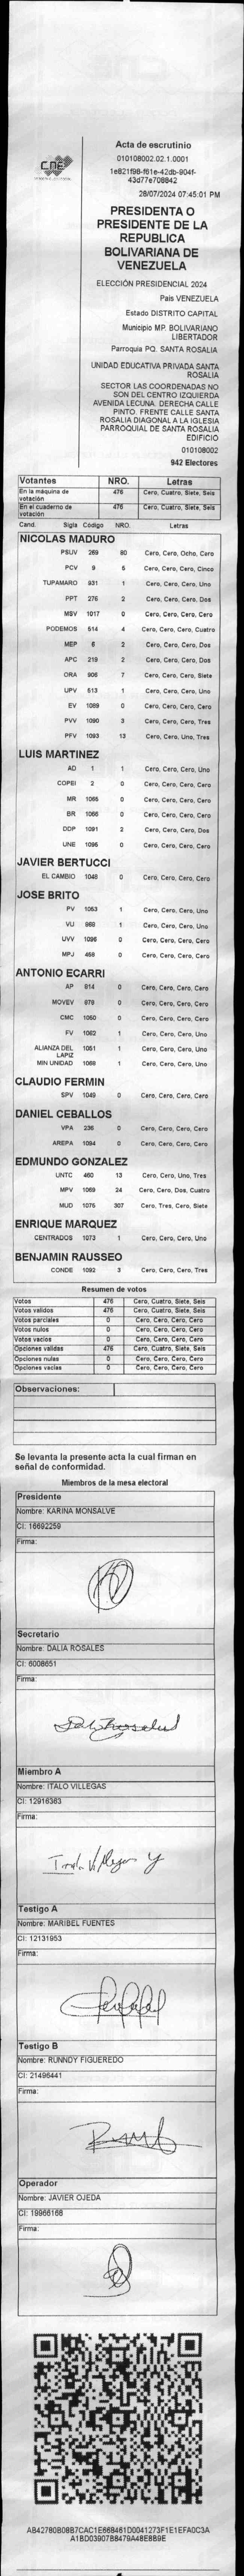 CNE
Acta de escrutinio
010108002.02.1.0001
1e821f98-f61e-42db-904f-
43d77e708842
28/07/2024 07:45:01 PM
PRESIDENTA O
PRESIDENTE DE LA
REPUBLICA
BOLIVARIANA DE
VENEZUELA
ELECCIÓN PRESIDENCIAL 2024
País VENEZUELA
Estado DISTRITO CAPITAL
Municipio MP. BOLIVARIANO
LIBERTADOR
Parroquia PQ. SANTA ROSALIA
UNIDAD EDUCATIVA PRIVADA SANTA
ROSALIA
SECTOR LAS COORDENADAS NO
SON DEL CENTRO IZQUIERDA
AVENIDA LECUNA. DERECHA CALLE
PINTO. FRENTE CALLE SANTA
ROSALIA DIAGONAL A LA IGLESIA
PARROQUIAL DE SANTA ROSALIA
EDIFICIO
010108002
942 Electores
Votantes NRO. Letras
En la máquina de votación 476 Cero, Cuatro, Siete, Seis
En el cuaderno de votación 476 Cero, Cuatro, Siete, Seis
Cand. Sigla Código NRO. Letras
NICOLAS MADURO
PSUV 269 80 Cero, Cero, Ocho, Cero
PCV 9 5 Cero, Cero, Cero, Cinco
TUPAMARO 931 1 Cero, Cero, Cero, Uno
PPT 276 2 Cero, Cero, Cero, Dos
MSV 1017 0 Cero, Cero, Cero, Cero
PODEMOS 514 4 Cero, Cero, Cero, Cuatro
MEP 6 2 Cero, Cero, Cero, Dos
APC 219 2 Cero, Cero, Cero, Dos
ORA 906 7 Cero, Cero, Cero, Siete
UPV 513 1 Cero, Cero, Cero, Uno
EV 1089 0 Cero, Cero, Cero, Cero
PVV 1090 3 Cero, Cero, Cero, Tres
PFV 1093 13 Cero, Cero, Uno, Tres
LUIS MARTINEZ
AD 1 1 Cero, Cero, Cero, Uno
COPEI 2 0 Cero, Cero, Cero, Cero
MR 1065 0 Cero, Cero, Cero, Cero
BR 1066 0 Cero, Cero, Cero, Cero
DDP 1091 2 Cero, Cero, Cero, Dos
UNE 1095 0 Cero, Cero, Cero, Cero
JAVIER BERTUCCI
EL CAMBIO 1048 0 Cero, Cero, Cero, Cero
JOSE BRITO
PV 1053 1 Cero, Cero, Cero, Uno
VU 968 1 Cero, Cero, Cero, Uno
UVV 1096 0 Cero, Cero, Cero, Cero
MPJ 458 0 Cero, Cero, Cero, Cero
ANTONIO ECARRI
AP 914 0 Cero, Cero, Cero, Cero
MOVEV 979 0 Cero, Cero, Cero, Cero
CMC 1050 0 Cero, Cero, Cero, Cero
FV 1062 1 Cero, Cero, Cero, Uno
ALIANZA DEL LAPIZ 1051 1 Cero, Cero, Cero, Uno
MIN UNIDAD 1068 1 Cero, Cero, Cero, Uno
CLAUDIO FERMIN
SPV 1049 0 Cero, Cero, Cero, Cero
DANIEL CEBALLOS
VPA 236 0 Cero, Cero, Cero, Cero
AREPA 1094 0 Cero, Cero, Cero, Cero
EDMUNDO GONZALEZ
UNTC 460 13 Cero, Cero, Uno, Tres
MPV 1069 24 Cero, Cero, Dos, Cuatro
MUD 1075 307 Cero, Tres, Cero, Siete
ENRIQUE MARQUEZ
CENTRADOS 1073 1 Cero, Cero, Cero, Uno
BENJAMIN RAUSSEO
CONDE 1092 3 Cero, Cero, Cero, Tres
Resumen de votos
Votos 476 Cero, Cuatro, Siete, Seis
Votos validos 476 Cero, Cuatro, Siete, Seis
Votos parciales 0 Cero, Cero, Cero, Cero
Votos nulos 0 Cero, Cero, Cero, Cero
Votos vacíos 0 Cero, Cero, Cero, Cero
Opciones validas 476 Cero, Cuatro, Siete, Seis
Opciones nulas 0 Cero, Cero, Cero, Cero
Opciones vacías 0 Cero, Cero, Cero, Cero
Observaciones:
Se levanta la presente acta la cual firman en
señal de conformidad.
Miembros de la mesa electoral
Presidente
Nombre: KARINA MONSALVE
CI: 16692259
Firma:
Secretario
Nombre: DALIA ROSALES
CI: 6008651
Firma:
Miembro A
Nombre: ITALO VILLEGAS
CI: 12916363
Firma:
Testigo A
Nombre: MARIBEL FUENTES
CI: 12131953
Firma:
Testigo B
Nombre: RUNNDY FIGUEREDO
CI: 21496441
Firma:
Operador
Nombre: JAVIER OJEDA
CI: 19966168
Firma:
AB42780B08B7CAC1E668461D0041273F1E1EFA0C3A
A1BD03907B8479A48E8B9E